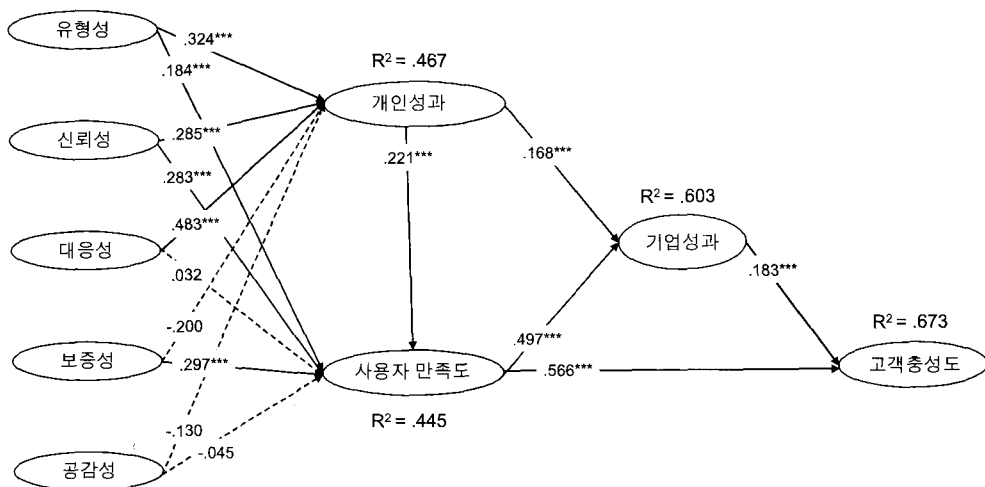 유형성
.324***
.184***
R² = .467
개인성과
신뢰성
.285***
.283***
.221***
.168***
R² = .603
대응성
.483***
.032
기업성과
.183***
보증성
-.200
.297***
사용자 만족도
.497***
.566***
R² = .673
고객충성도
R² = .445
-.130
-.045
공감성